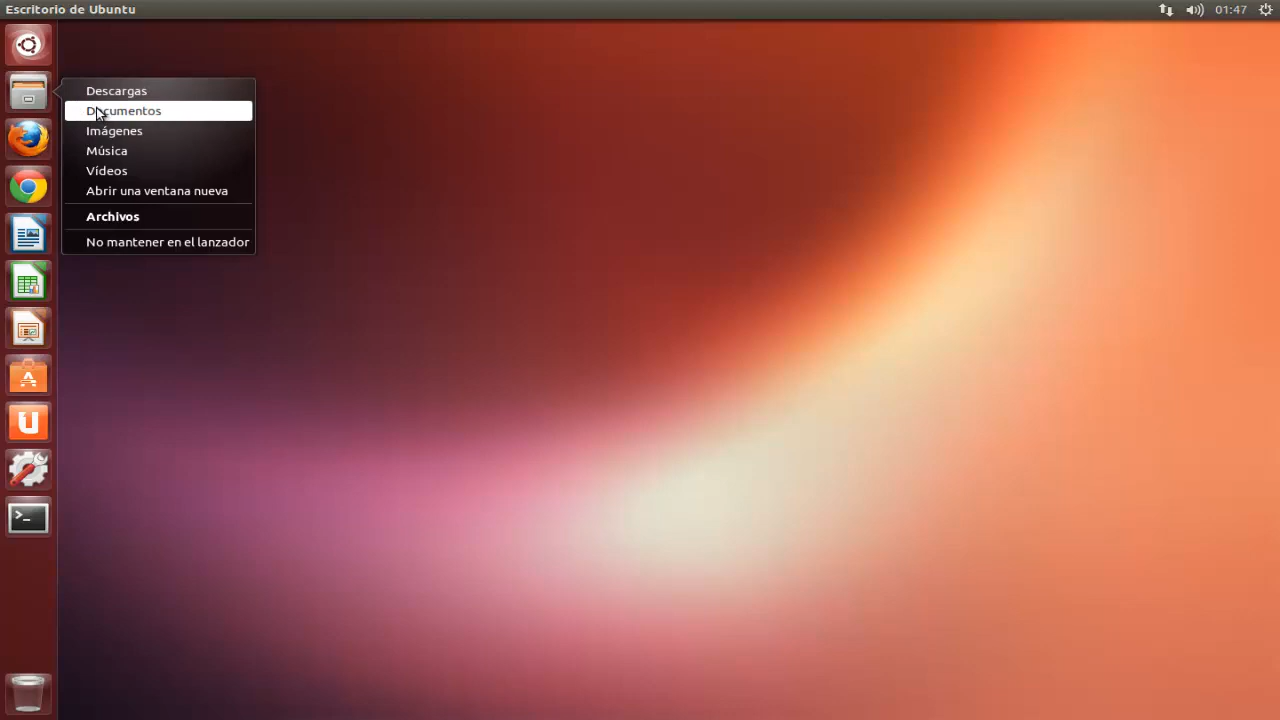 Escritorio de Ubuntu
01:47
Descargas
Documentos
Imágenes
Música
Vídeos
Abrir una ventana nueva
Archivos
No mantener en el lanzador